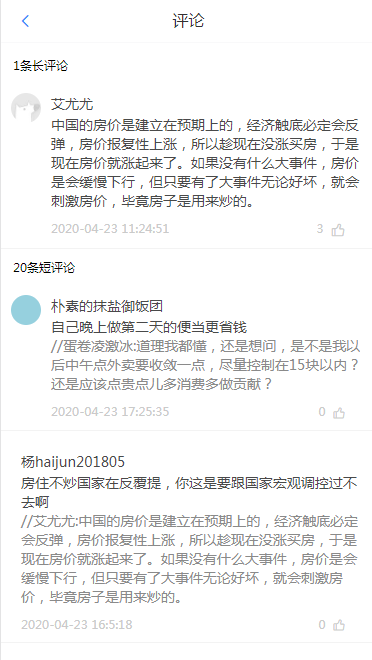 评论
1条长评论
艾尤尤
中国的房价是建立在预期上的，经济触底必定会反
弹，房价报复性上涨，所以趁现在没涨买房，于是
现在房价就涨起来了。如果没有什么大事件，房价
是会缓慢下行，但只要有了大事件无论好坏，就会
刺激房价，毕竟房子是用来炒的。
2020-04-23 11:24:51 3
20条短评论
朴素的抹盐御饭团
自己晚上做第二天的便当更省钱
//蛋卷凌激冰:道理我都懂，还是想问，是不是我以
后中午点外卖要收敛一点，尽量控制在15块以内？
还是应该点贵点儿多消费多做贡献？
2020-04-23 17:25:35 0
杨haijun201805
房住不炒国家在反覆提，你这是要跟国家宏观调控过不
去啊
//艾尤尤:中国的房价是建立在预期上的，经济触底必定
会反弹，房价报复性上涨，所以趁现在没涨买房，于是
现在房价就涨起来了。如果没有什么大事件，房价是会
缓慢下行，但只要有了大事件无论好坏，就会刺激房
价，毕竟房子是用来炒的。
2020-04-23 16:5:18 0